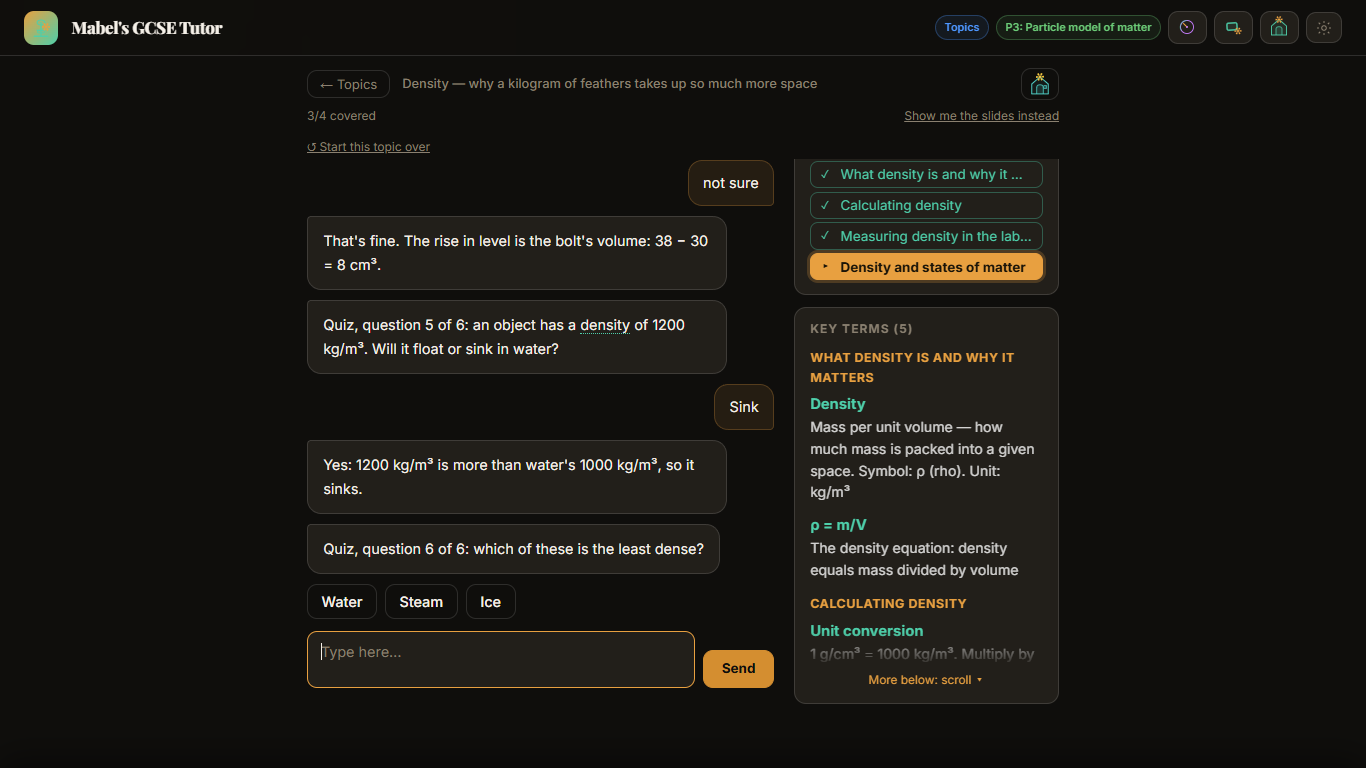 Mabel's GCSE Tutor
Topics
P3: Particle model of matter
← Topics
Density — why a kilogram of feathers takes up so much more space
3/4 covered
Show me the slides instead
↺ Start this topic over
not sure
That's fine. The rise in level is the bolt's volume: 38 − 30
= 8 cm³.
Quiz, question 5 of 6: an object has a density of 1200
kg/m³. Will it float or sink in water?
Sink
Yes: 1200 kg/m³ is more than water's 1000 kg/m³, so it
sinks.
Quiz, question 6 of 6: which of these is the least dense?
Water
Steam
Ice
Type here...
Send
✓ What density is and why it ...
✓ Calculating density
✓ Measuring density in the lab...
▸ Density and states of matter
KEY TERMS (5)
WHAT DENSITY IS AND WHY IT
MATTERS
Density
Mass per unit volume — how
much mass is packed into a given
space. Symbol: ρ (rho). Unit:
kg/m³
ρ = m/V
The density equation: density
equals mass divided by volume
CALCULATING DENSITY
Unit conversion
1 g/cm³ = 1000 kg/m³. Multiply by
More below: scroll ▾